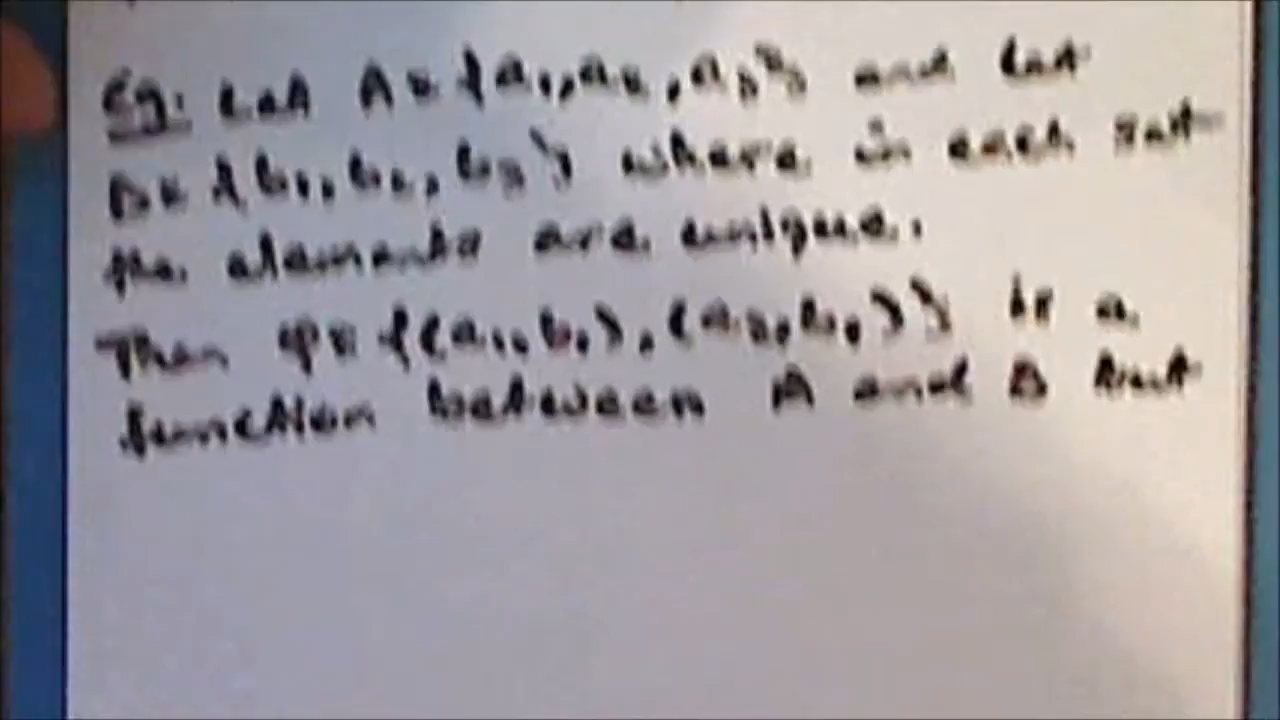 Eg: Let A = {a₁, a₂, a₃} and let
B = {b₁, b₂, b₃} where in each set
the elements are unique.
Then φ = {(a₁, b₁), (a₂, b₁)} is a
function between A and B but